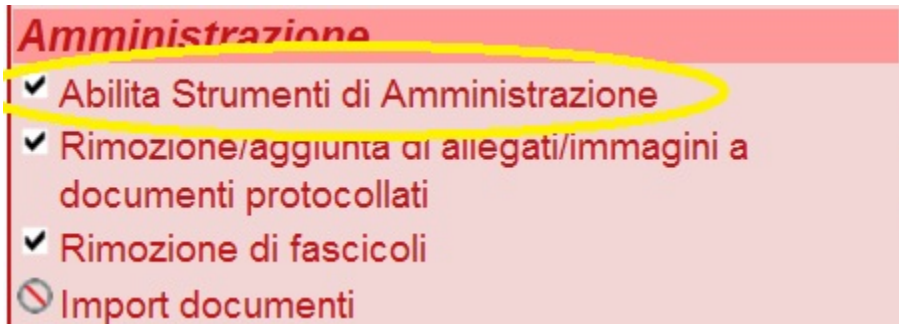 Amministrazione
Abilita Strumenti di Amministrazione
Rimozione/aggiunta di allegati/immagini a
documenti protocollati
Rimozione di fascicoli
Import documenti